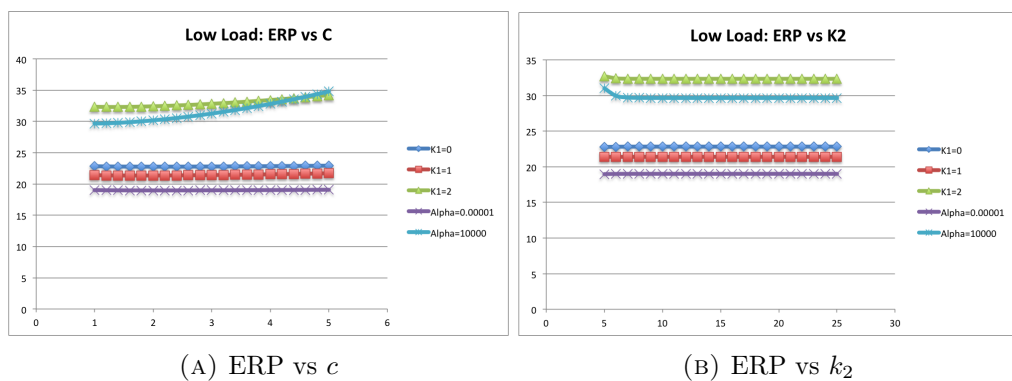 Low Load: ERP vs C
40
35
30
25
20
15
10
5
0
0 1 2 3 4 5 6
K1=0
K1=1
K1=2
Alpha=0.00001
Alpha=10000
(A) ERP vs c
Low Load: ERP vs K2
35
30
25
20
15
10
5
0
0 5 10 15 20 25 30
K1=0
K1=1
K1=2
Alpha=0.00001
Alpha=10000
(B) ERP vs k₂